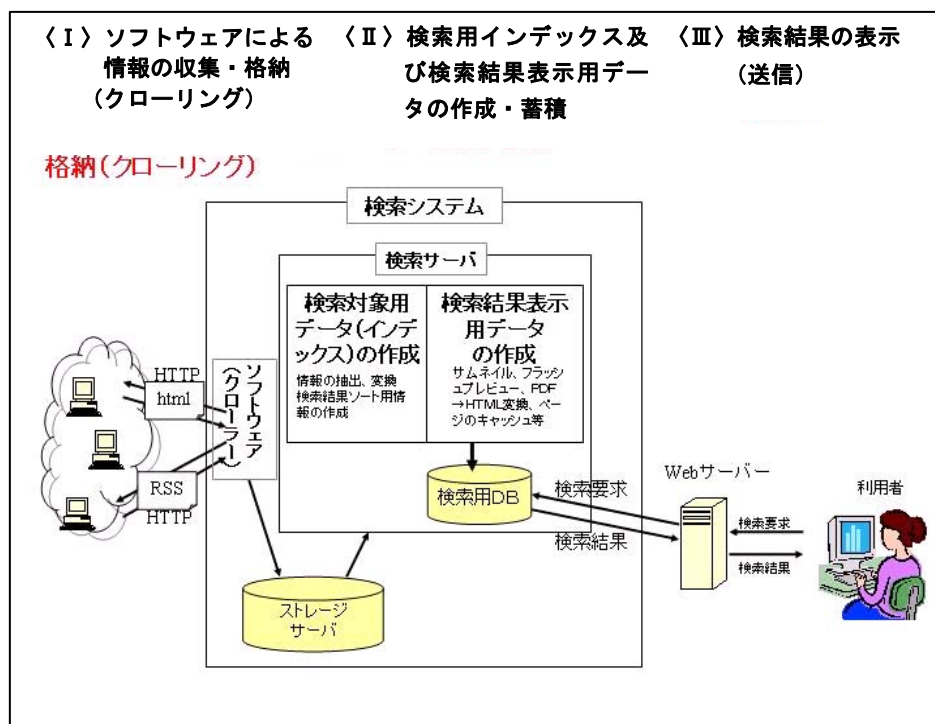 〈Ⅰ〉ソフトウェアによる
情報の収集・格納
(クローリング)
〈Ⅱ〉検索用インデックス及
び検索結果表示用デー
タの作成・蓄積
〈Ⅲ〉検索結果の表示
(送信)
格納(クローリング)
検索システム
検索サーバ
検索対象用
データ(インデ
ックス)の作成
情報の抽出、変換
検索結果ソート用情
報の作成
検索結果表示
用データ
の作成
サムネイル、フラッシ
ュプレビュー、PDF
→HTML変換、ペー
ジのキャッシュ等
ソフトウェア
(クローラー)
HTTP
html
RSS
HTTP
検索用DB
検索要求
検索結果
Webサーバー
利用者
検索要求
検索結果
ストレージ
サーバ